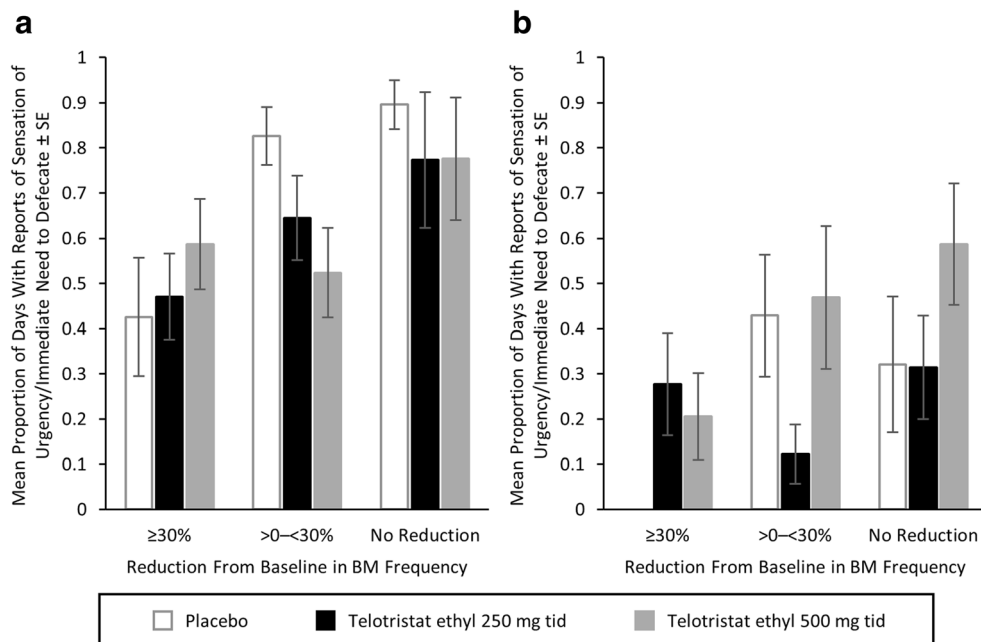 a
b
Mean Proportion of Days With Reports of Sensation of
Urgency/Immediate Need to Defecate ± SE
1
0.9
0.8
0.7
0.6
0.5
0.4
0.3
0.2
0.1
0
≥30%
>0–<30%
No Reduction
Reduction From Baseline in BM Frequency
Mean Proportion of Days With Reports of Sensation of
Urgency/Immediate Need to Defecate ± SE
1
0.9
0.8
0.7
0.6
0.5
0.4
0.3
0.2
0.1
0
≥30%
>0–<30%
No Reduction
Reduction From Baseline in BM Frequency
Placebo
Telotristat ethyl 250 mg tid
Telotristat ethyl 500 mg tid